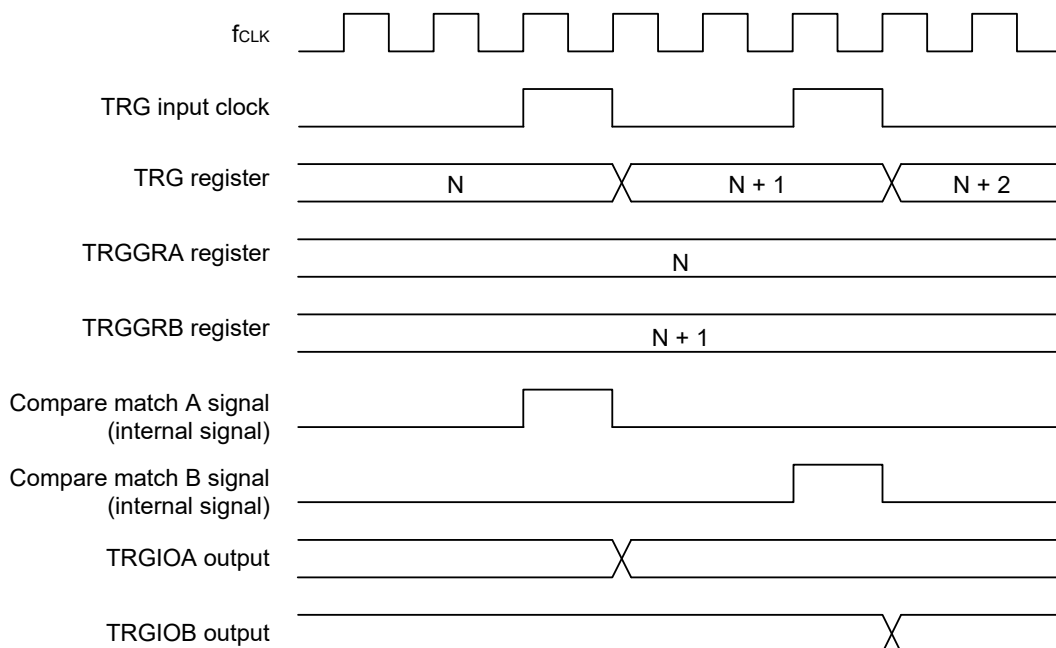 fCLK
TRG input clock
TRG register
N
N + 1
N + 2
TRGGRA register
N
TRGGRB register
N + 1
Compare match A signal
(internal signal)
Compare match B signal
(internal signal)
TRGIOA output
TRGIOB output